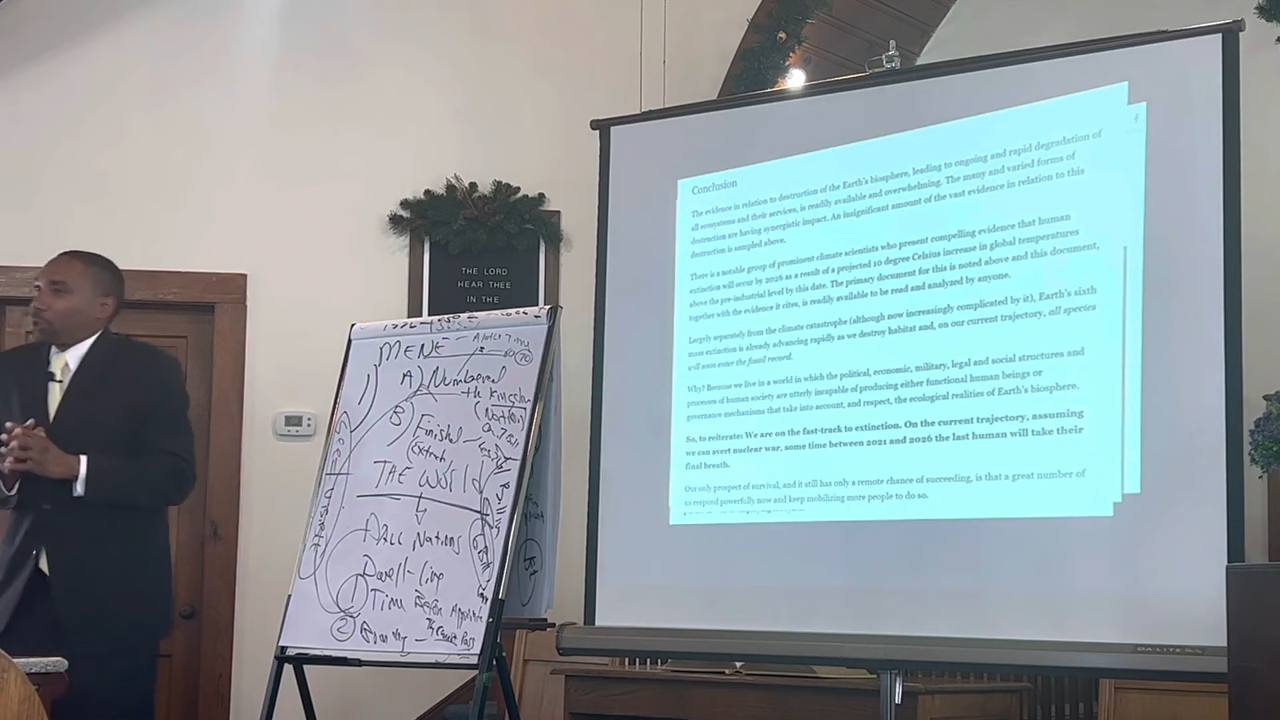 THE LORD
HEAR THEE
IN THE
MENE
A) Numbered
the Kingdom
B) Finished
THE WORLD
All Nations
Dwell-ing
① Time Before Appointed
②
Conclusion
The evidence in relation to destruction of the Earth's biosphere, leading to ongoing and rapid degradation of
all ecosystems and their services, is readily available and overwhelming. The many and varied forms of
destruction are having synergistic impact. An insignificant amount of the vast evidence in relation to this
destruction is sampled above.
There is a notable group of prominent climate scientists who present compelling evidence that human
extinction will occur by 2026 as a result of a projected 10 degree Celsius increase in global temperatures
above the pre-industrial level by this date. The primary document for this is noted above and this document,
together with the evidence it cites, is readily available to be read and analyzed by anyone.
Largely separately from the climate catastrophe (although now increasingly complicated by it), Earth's sixth
mass extinction is already advancing rapidly as we destroy habitat and, on our current trajectory, all species
will soon enter the fossil record.
Why? Because we live in a world in which the political, economic, military, legal and social structures and
processes of human society are utterly incapable of producing either functional human beings or
governance mechanisms that take into account, and respect, the ecological realities of Earth's biosphere.
So, to reiterate: We are on the fast-track to extinction. On the current trajectory, assuming
we can avert nuclear war, some time between 2021 and 2026 the last human will take their
final breath.
Our only prospect of survival, and it still has only a remote chance of succeeding, is that a great number of
us respond powerfully now and keep mobilizing more people to do so.
DA-LITE